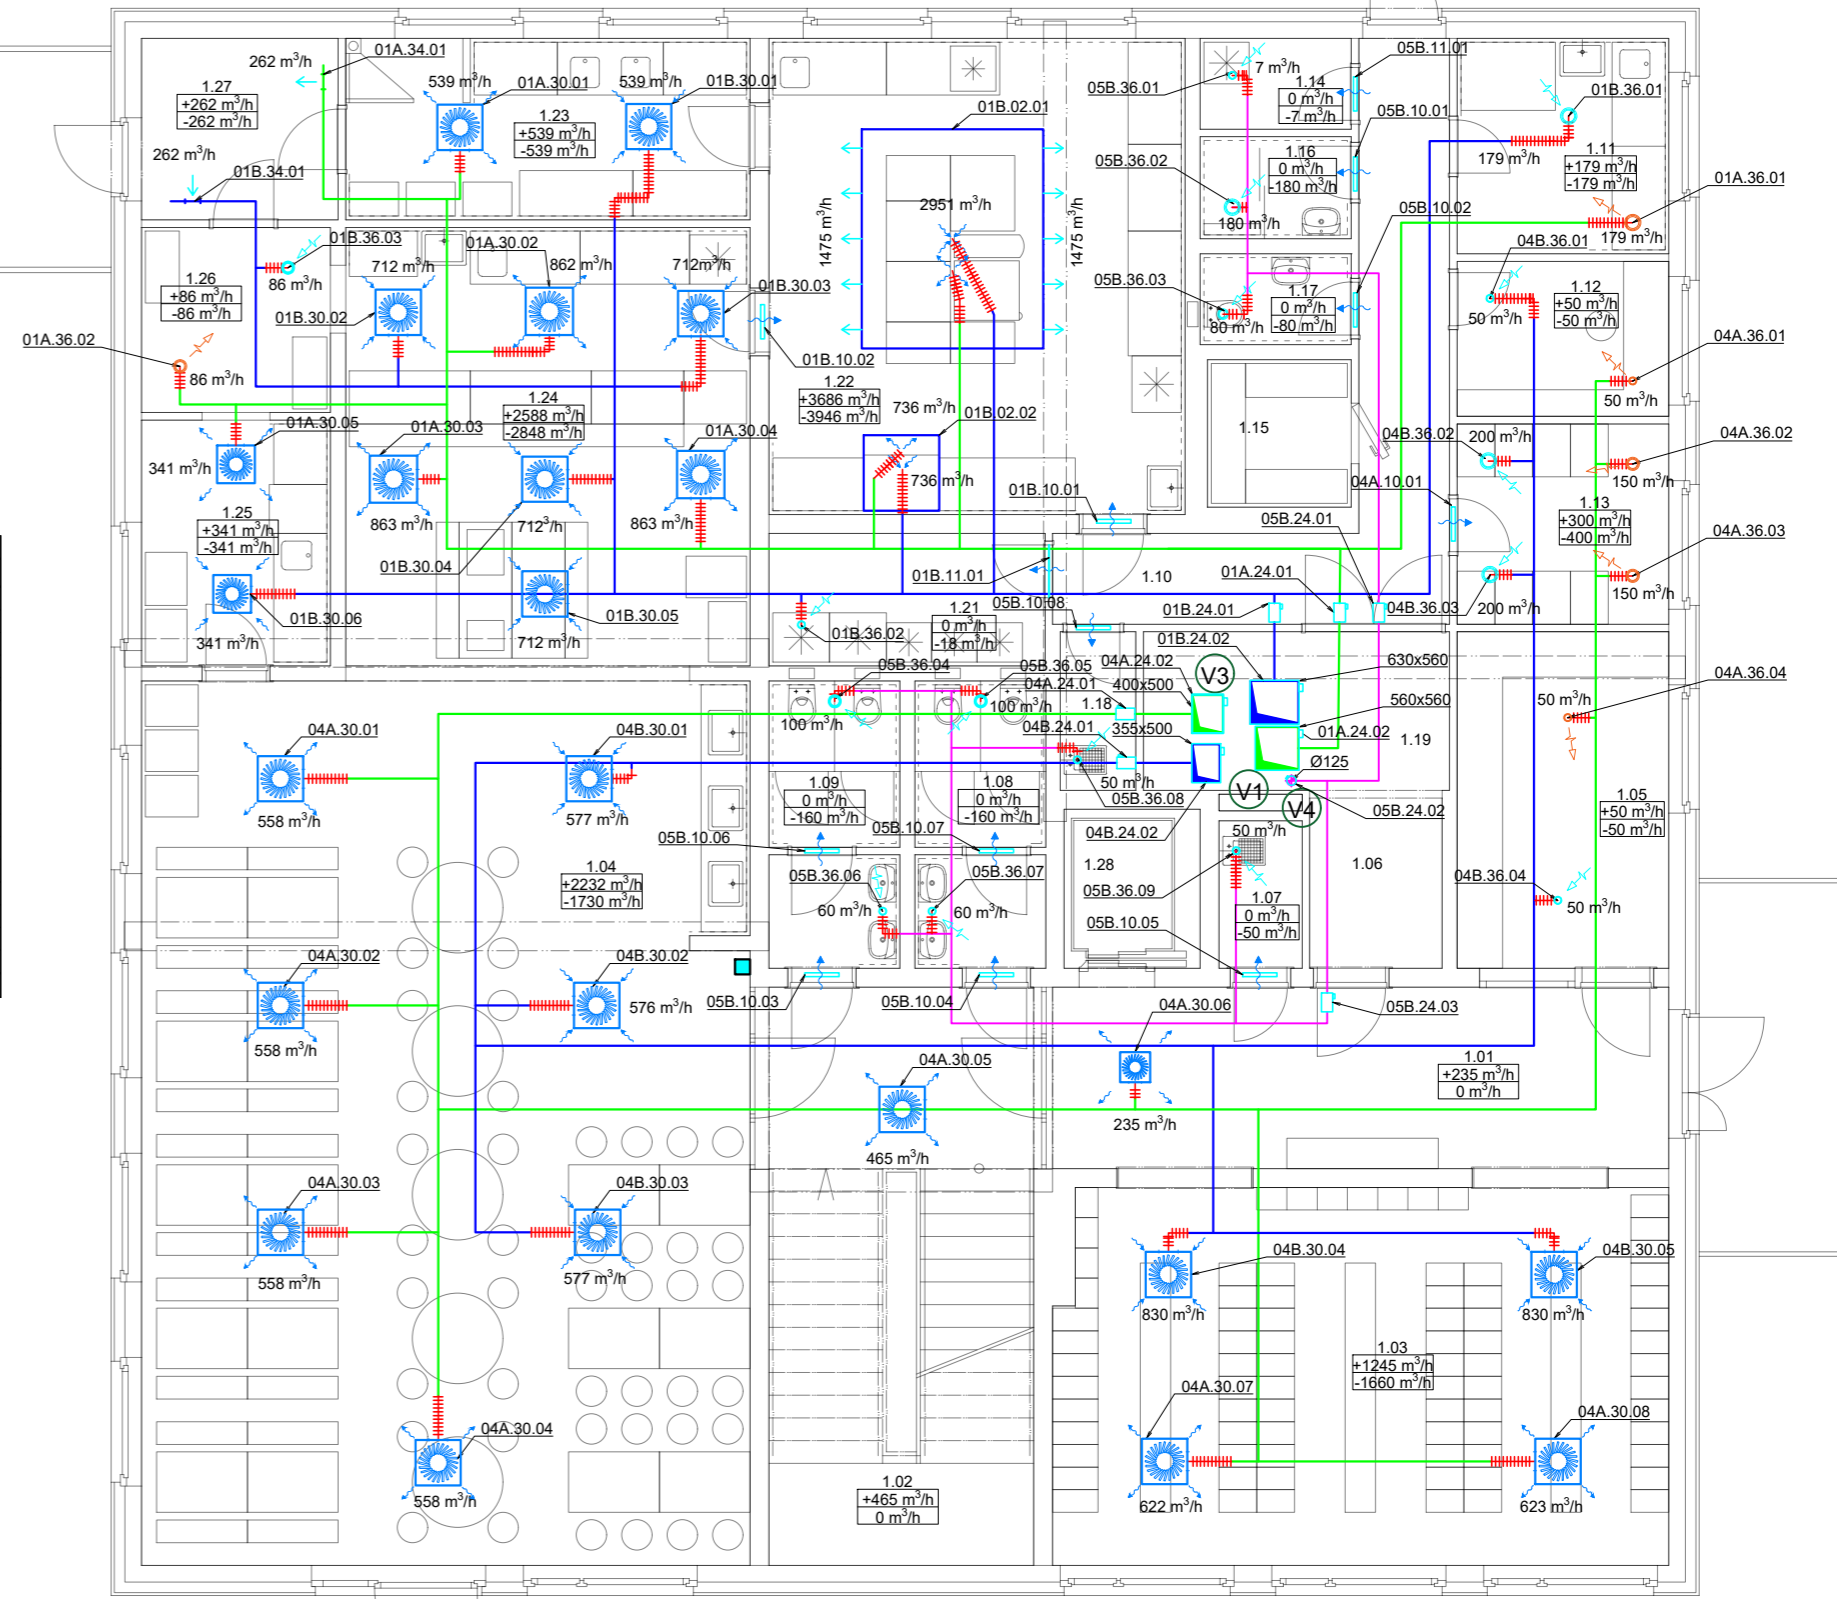 262 m³/h
01A.34.01
1.27
+262 m³/h
-262 m³/h
262 m³/h
01B.34.01
539 m³/h
01A.30.01
539 m³/h
01B.30.01
1.23
+539 m³/h
-539 m³/h
01B.02.01
1475 m³/h
2951 m³/h
1475 m³/h
7 m³/h
05B.36.01
1.14
0 m³/h
-7 m³/h
05B.11.01
05B.10.01
05B.36.02
1.16
0 m³/h
-180 m³/h
180 m³/h
05B.10.02
05B.36.03
1.17
0 m³/h
-80 m³/h
80 m³/h
01B.36.01
179 m³/h
1.11
+179 m³/h
-179 m³/h
01A.36.01
179 m³/h
04B.36.01
1.12
+50 m³/h
-50 m³/h
50 m³/h
04A.36.01
50 m³/h
01B.36.03
86 m³/h
1.26
+86 m³/h
-86 m³/h
01A.36.02
86 m³/h
712 m³/h
01A.30.02
862 m³/h
712m³/h
01B.30.03
01B.30.02
01B.10.02
1.22
+3686 m³/h
-3946 m³/h
736 m³/h
01B.02.02
736 m³/h
1.24
+2588 m³/h
-2848 m³/h
01A.30.05
01A.30.03
01A.30.04
341 m³/h
863 m³/h
712³/h
863 m³/h
1.25
+341 m³/h
-341 m³/h
01B.30.04
01B.30.06
341 m³/h
01B.30.05
712 m³/h
1.15
04B.36.02
200 m³/h
04A.36.02
150 m³/h
04A.10.01
1.13
+300 m³/h
-400 m³/h
04A.36.03
150 m³/h
04B.36.03
200 m³/h
01B.10.01
05B.24.01
01B.11.01
1.10
01A.24.01
01B.24.01
05B.10.08
1.21
0 m³/h
-18 m³/h
01B.36.02
01B.24.02
05B.36.04
05B.36.05
04A.24.02
V3
630x560
04A.24.01
400x500
560x560
100 m³/h
100 m³/h
1.18
04B.24.01
355x500
01A.24.02
1.19
Ø125
50 m³/h
V1
V4
05B.36.08
05B.24.02
04B.24.02
50 m³/h
04A.36.04
50 m³/h
04A.30.01
04B.30.01
558 m³/h
577 m³/h
1.04
+2232 m³/h
-1730 m³/h
1.09
0 m³/h
-160 m³/h
1.08
0 m³/h
-160 m³/h
05B.10.06
05B.10.07
05B.36.06
05B.36.07
60 m³/h
60 m³/h
1.28
05B.36.09
1.07
0 m³/h
-50 m³/h
1.06
05B.10.05
1.05
+50 m³/h
-50 m³/h
04B.36.04
50 m³/h
04A.30.02
04B.30.02
558 m³/h
576 m³/h
05B.10.03
05B.10.04
04A.30.06
05B.24.03
04A.30.05
465 m³/h
235 m³/h
1.01
+235 m³/h
0 m³/h
04A.30.03
04B.30.03
558 m³/h
577 m³/h
04B.30.04
04B.30.05
830 m³/h
830 m³/h
1.03
+1245 m³/h
-1660 m³/h
04A.30.07
04A.30.08
622 m³/h
623 m³/h
04A.30.04
558 m³/h
1.02
+465 m³/h
0 m³/h